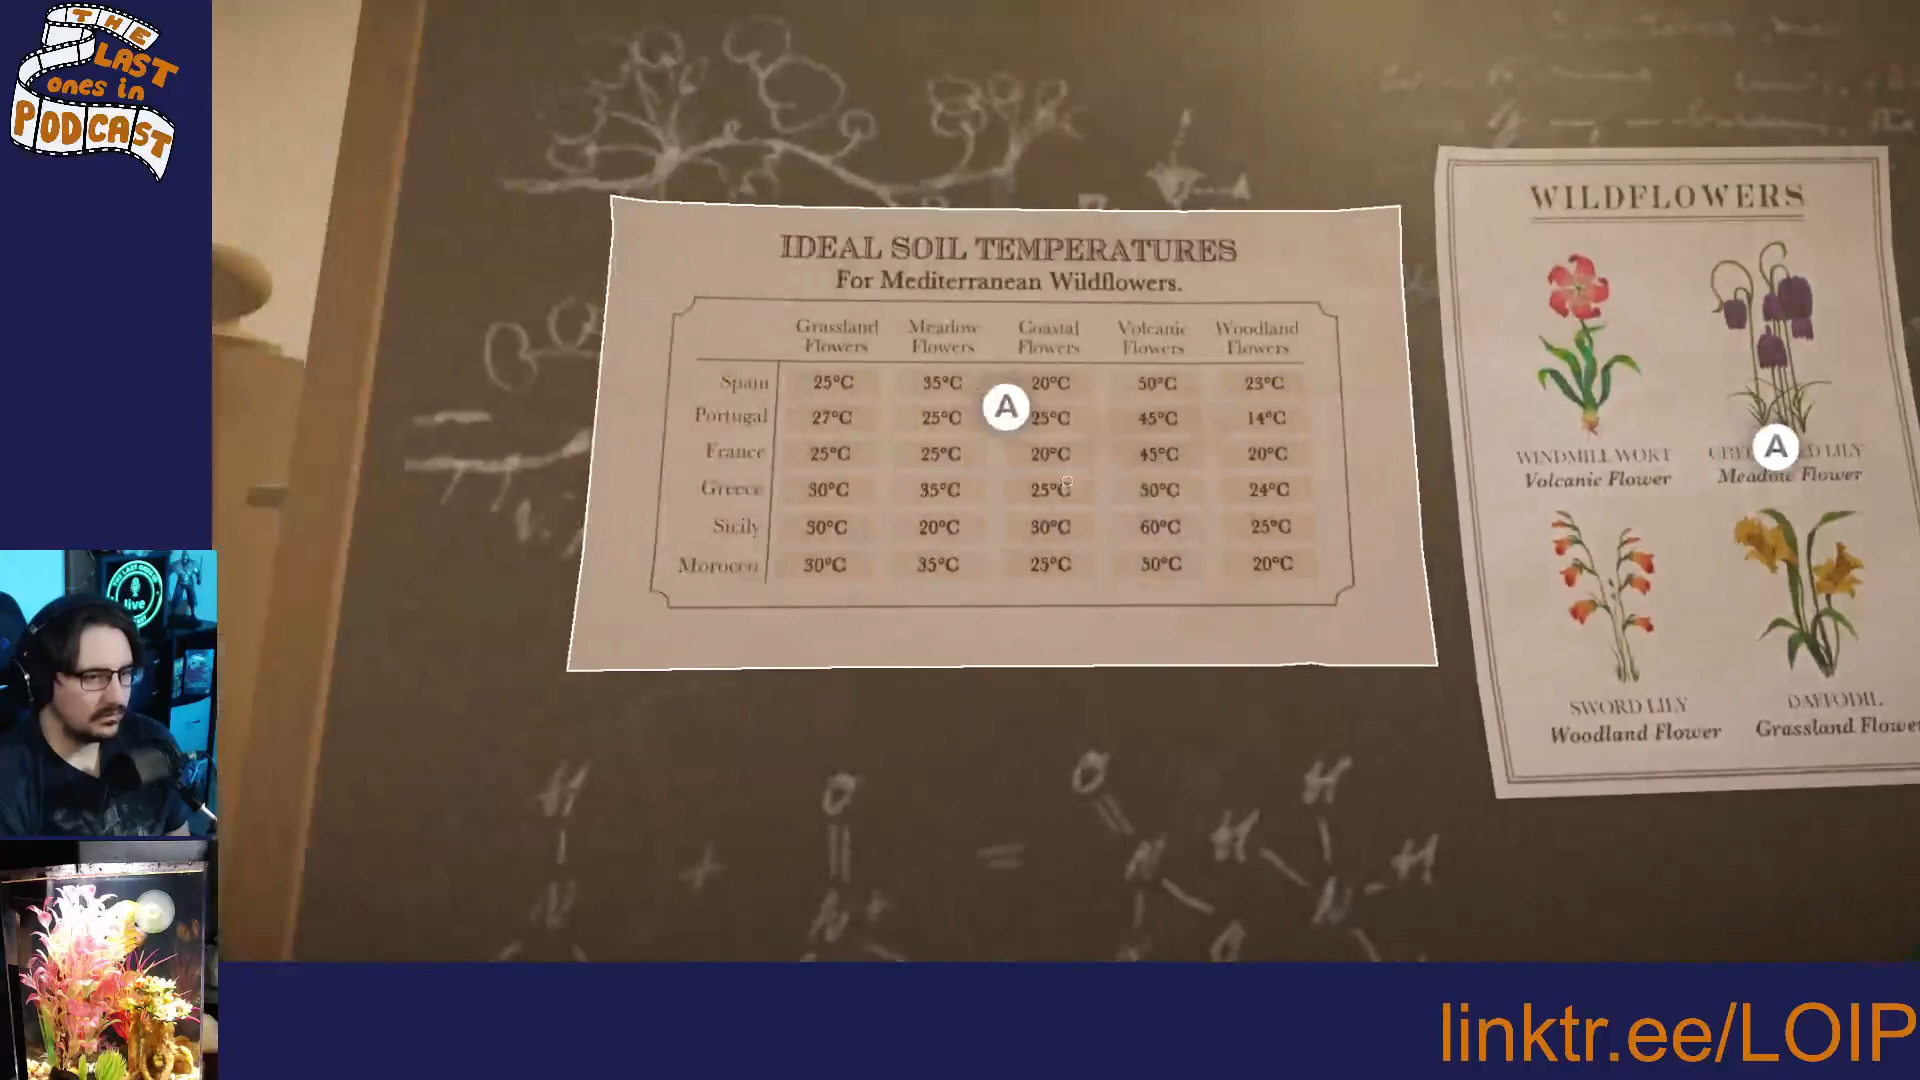 THE
LAST
ones in
PODCAST
IDEAL SOIL TEMPERATURES
For Mediterranean Wildflowers.
Grassland Flowers Meadow Flowers Coastal Flowers Volcanic Flowers Woodland Flowers
Spain 25°C 35°C 20°C 50°C 23°C
Portugal 27°C 25°C 25°C 45°C 14°C
France 25°C 25°C 20°C 45°C 20°C
Greece 30°C 35°C 25°C 50°C 24°C
Sicily 30°C 20°C 30°C 60°C 25°C
Morocco 30°C 35°C 25°C 50°C 20°C
A
WILDFLOWERS
WINDMILL WORT
Volcanic Flower
LILY
Meadow Flower
A
SWORD LILY
Woodland Flower
DAFFODIL
Grassland Flower
H O O H
+ = N H H
N N+ N
live
linktr.ee/LOIP